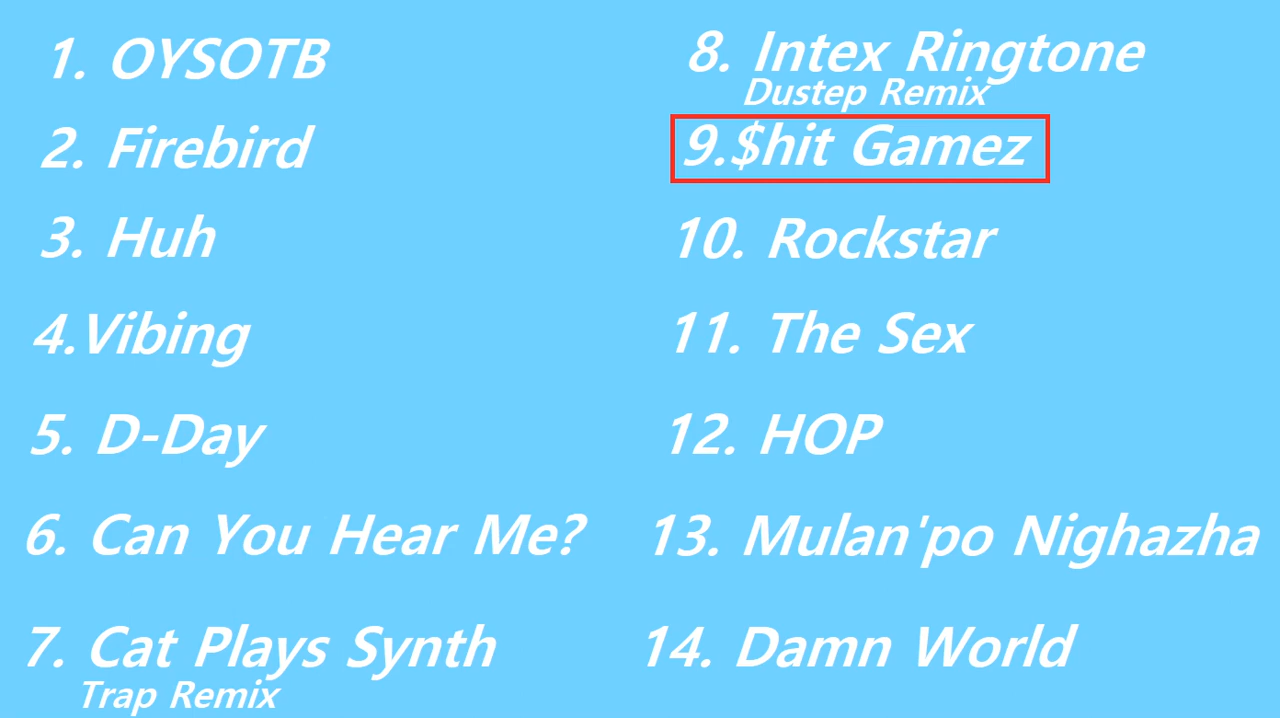 1. OYSOTB
2. Firebird
3. Huh
4.Vibing
5. D-Day
6. Can You Hear Me?
7. Cat Plays Synth
Trap Remix
8. Intex Ringtone
Dustep Remix
9.$hit Gamez
10. Rockstar
11. The Sex
12. HOP
13. Mulan'po Nighazha
14. Damn World